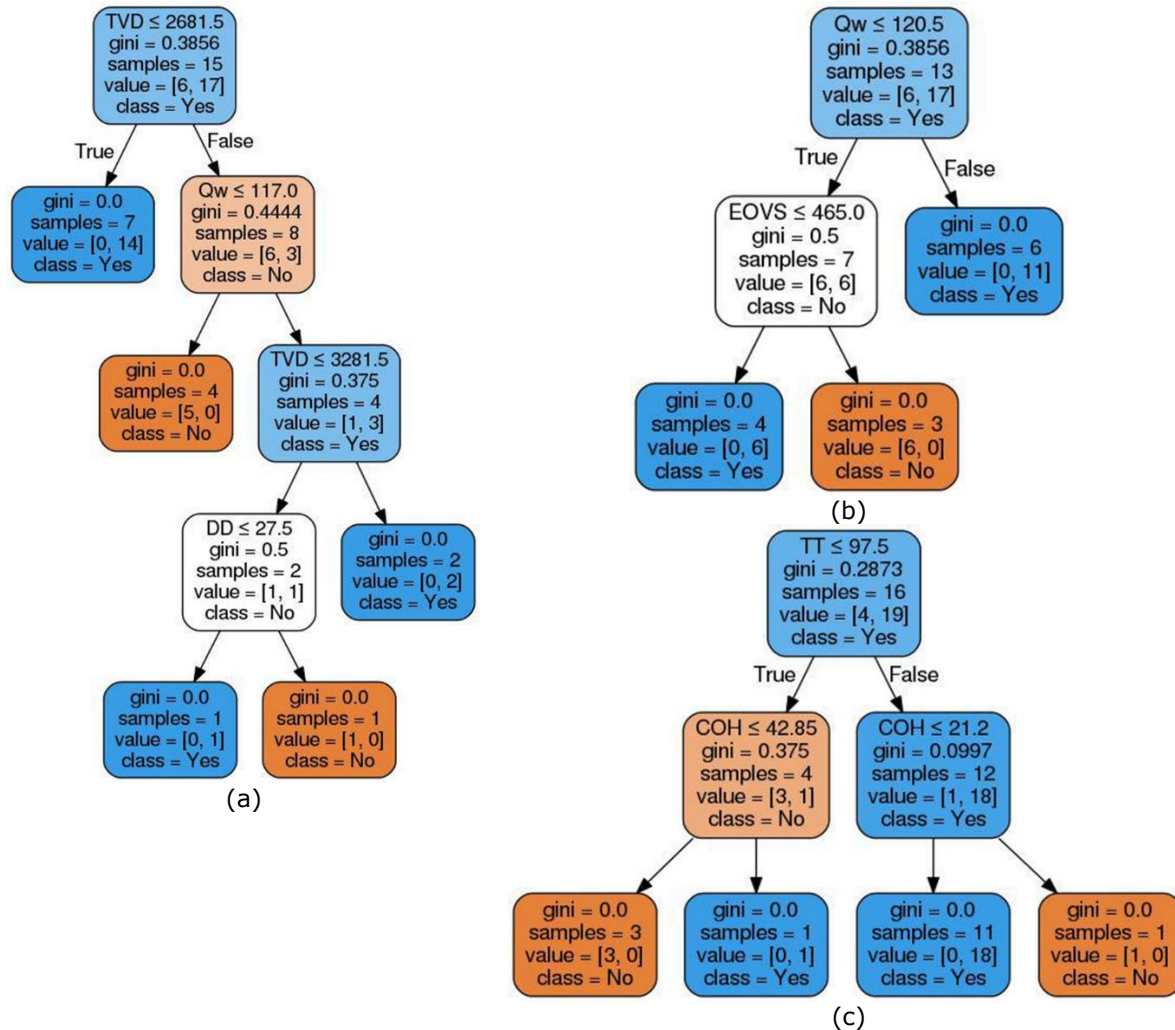 TVD ≤ 2681.5
gini = 0.3856
samples = 15
value = [6, 17]
class = Yes
True
False
gini = 0.0
samples = 7
value = [0, 14]
class = Yes
Qw ≤ 117.0
gini = 0.4444
samples = 8
value = [6, 3]
class = No
gini = 0.0
samples = 4
value = [5, 0]
class = No
TVD ≤ 3281.5
gini = 0.375
samples = 4
value = [1, 3]
class = Yes
DD ≤ 27.5
gini = 0.5
samples = 2
value = [1, 1]
class = No
gini = 0.0
samples = 2
value = [0, 2]
class = Yes
gini = 0.0
samples = 1
value = [0, 1]
class = Yes
gini = 0.0
samples = 1
value = [1, 0]
class = No
(a)
Qw ≤ 120.5
gini = 0.3856
samples = 13
value = [6, 17]
class = Yes
True
False
EOVS ≤ 465.0
gini = 0.5
samples = 7
value = [6, 6]
class = No
gini = 0.0
samples = 6
value = [0, 11]
class = Yes
gini = 0.0
samples = 4
value = [0, 6]
class = Yes
gini = 0.0
samples = 3
value = [6, 0]
class = No
(b)
TT ≤ 97.5
gini = 0.2873
samples = 16
value = [4, 19]
class = Yes
True
False
COH ≤ 42.85
gini = 0.375
samples = 4
value = [3, 1]
class = No
COH ≤ 21.2
gini = 0.0997
samples = 12
value = [1, 18]
class = Yes
gini = 0.0
samples = 3
value = [3, 0]
class = No
gini = 0.0
samples = 1
value = [0, 1]
class = Yes
gini = 0.0
samples = 11
value = [0, 18]
class = Yes
gini = 0.0
samples = 1
value = [1, 0]
class = No
(c)